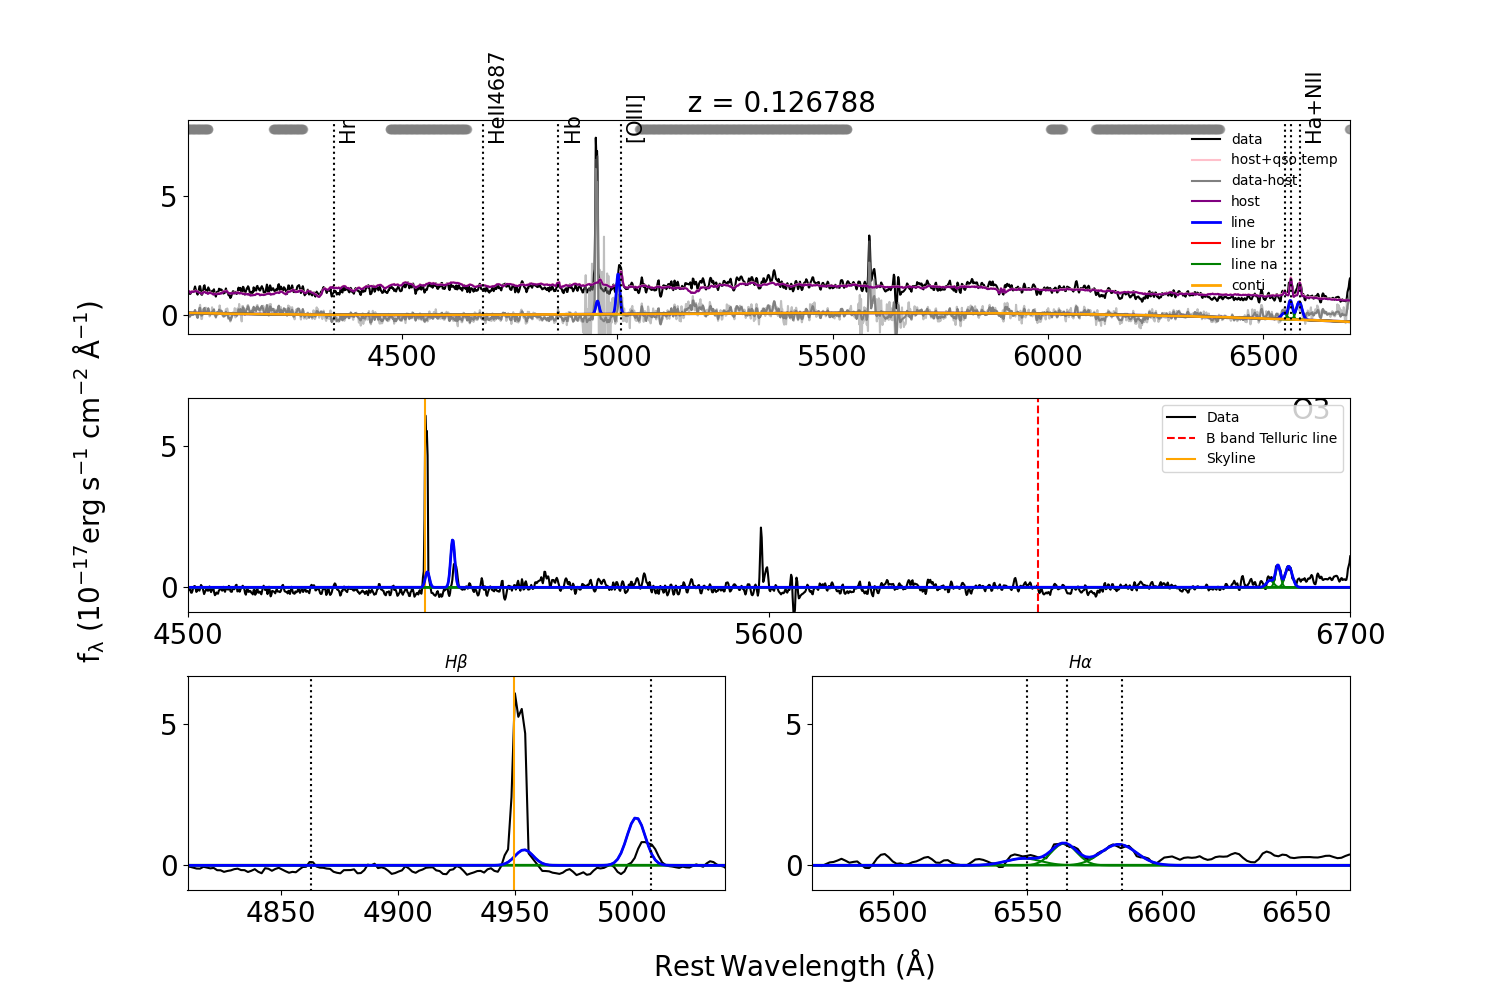 z = 0.126788
Hr
HeII4687
Hb
[OIII]
Ha+NII
data
host+qso temp
data-host
host
line
line br
line na
conti
5
0
4500
5000
5500
6000
6500
f_λ (10^{-17}erg s^{-1} cm^{-2} Å^{-1})
O3
Data
B band Telluric line
Skyline
5
0
4500
5600
6700
Hβ
5
0
4850
4900
4950
5000
Hα
5
0
6500
6550
6600
6650
Rest Wavelength (Å)